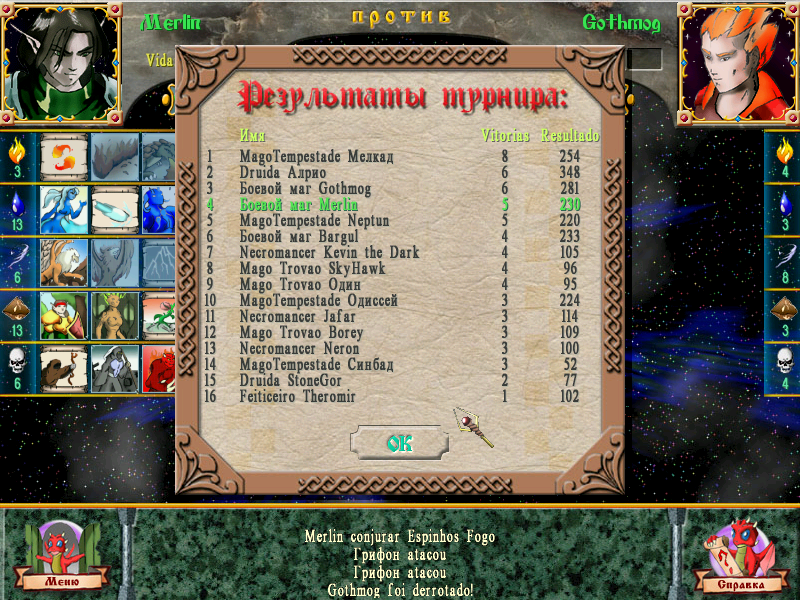 Merlin
против
Gothmog
Vida
Результаты турнира:
Имя Vitorias Resultado
1 MagoTempestade Мелкад 8 254
2 Druida Алрио 6 348
3 Боевой маг Gothmog 6 281
4 Боевой маг Merlin 5 230
5 MagoTempestade Neptun 5 220
6 Боевой маг Bargul 4 233
7 Necromancer Kevin the Dark 4 105
8 Mago Trovao SkyHawk 4 96
9 Mago Trovao Один 4 95
10 MagoTempestade Одиссей 3 224
11 Necromancer Jafar 3 114
12 Mago Trovao Borey 3 109
13 Necromancer Neron 3 100
14 MagoTempestade Синбад 3 52
15 Druida StoneGor 2 77
16 Feiticeiro Theromir 1 102
OK
3
13
6
13
6
4
3
8
3
4
Merlin conjurar Espinhos Fogo
Грифон atacou
Грифон atacou
Gothmog foi derrotado!
Меню
Справка